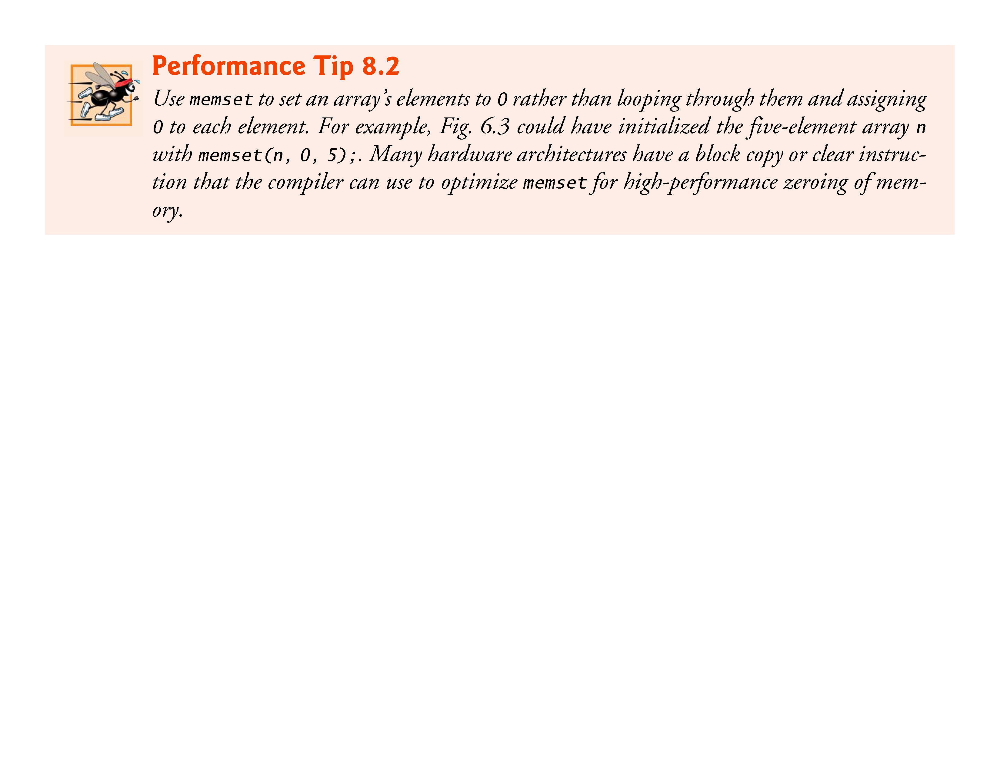 Performance Tip 8.2
Use memset to set an array’s elements to 0 rather than looping through them and assigning
0 to each element. For example, Fig. 6.3 could have initialized the five-element array n
with memset(n, 0, 5);. Many hardware architectures have a block copy or clear instruc-
tion that the compiler can use to optimize memset for high-performance zeroing of mem-
ory.